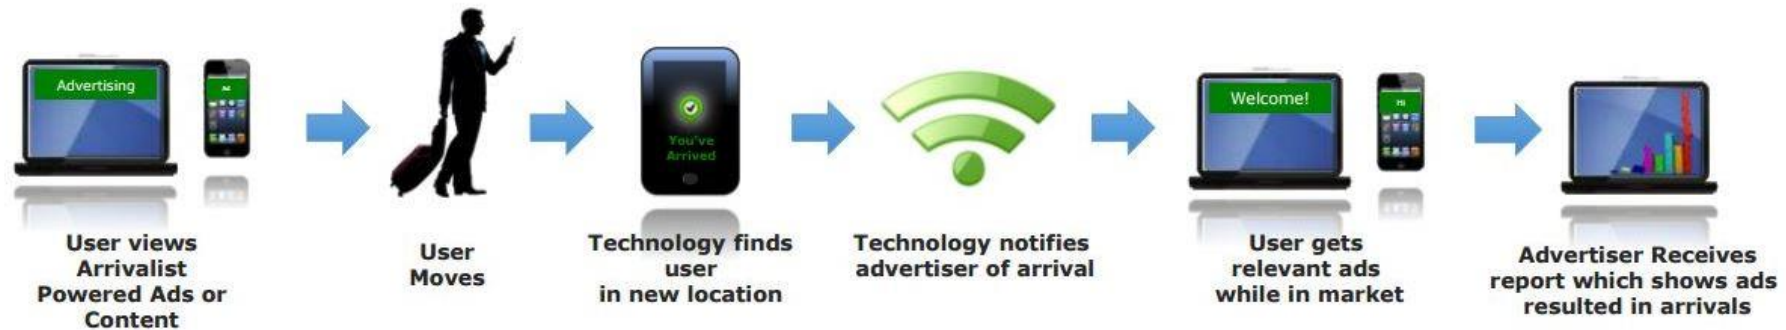 Advertising
Ad
User views
Arrivalist
Powered Ads or
Content
User
Moves
You've
Arrived
Technology finds
user
in new location
Technology notifies
advertiser of arrival
Welcome!
Hi
User gets
relevant ads
while in market
Advertiser Receives
report which shows ads
resulted in arrivals